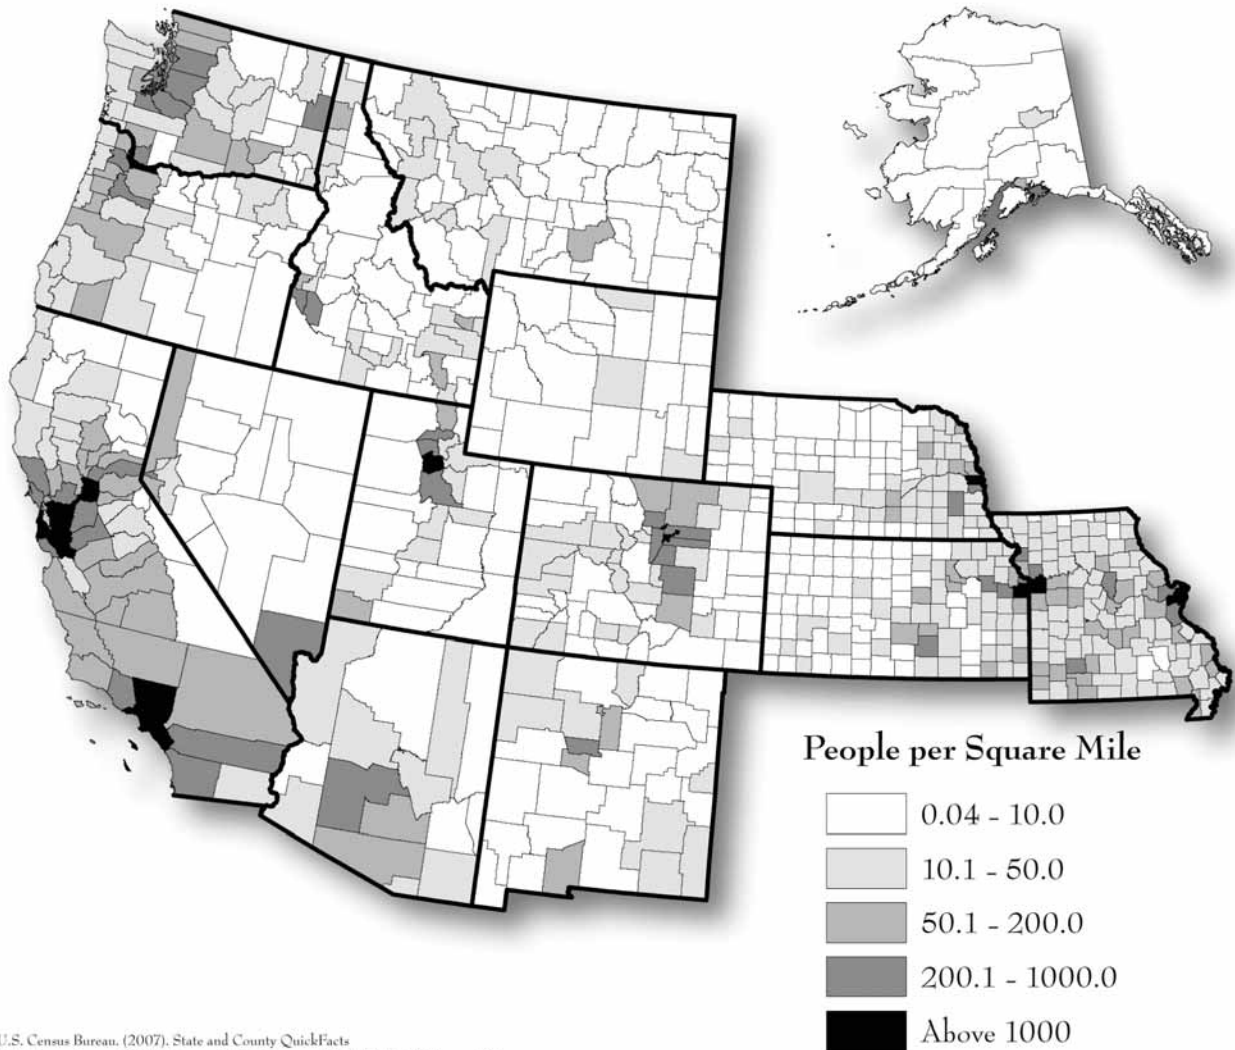 People per Square Mile
0.04 - 10.0
10.1 - 50.0
50.1 - 200.0
200.1 - 1000.0
Above 1000
U.S. Census Bureau. (2007). State and County QuickFacts